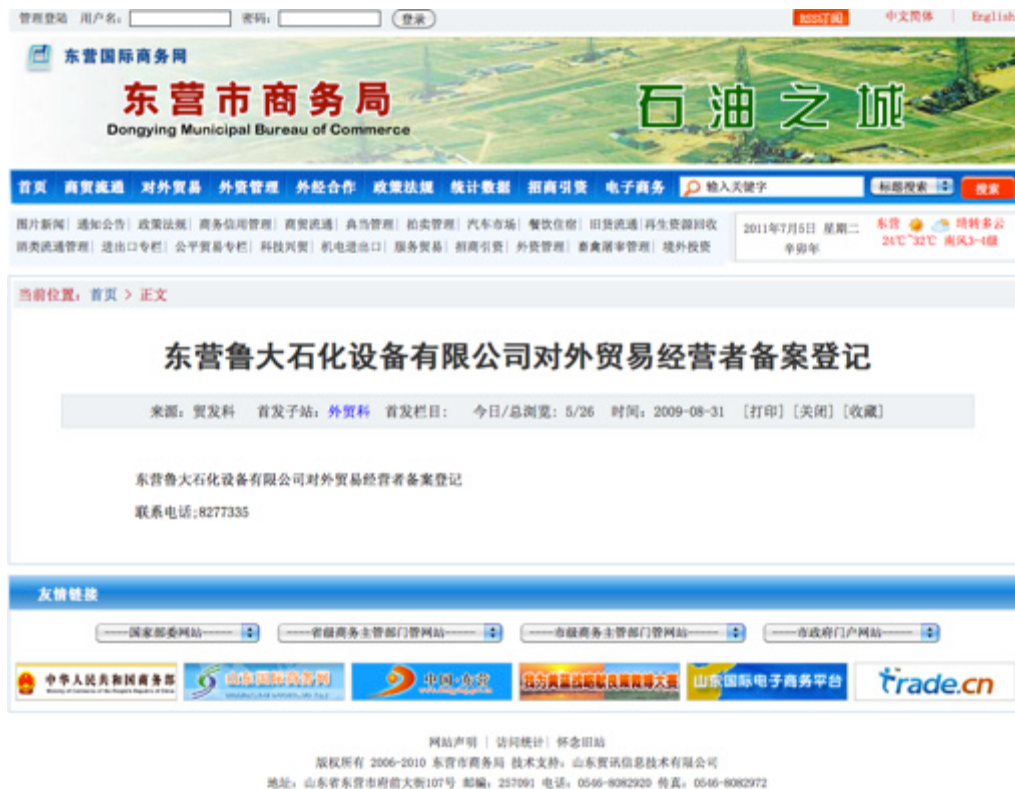 管理登陆 用户名: 密码: 登录 RSS订阅 中文简体 | English
东营国际商务网
东营市商务局
Dongying Municipal Bureau of Commerce
石油之城
首页 商贸流通 对外贸易 外资管理 外经合作 政策法规 统计数据 招商引资 电子商务 输入关键字 标题搜索 搜索
图片新闻| 通知公告| 政策法规| 商务信用管理| 商贸流通| 典当管理| 拍卖管理| 汽车市场| 餐饮住宿| 旧货流通|再生资源回收
酒类流通管理| 进出口专栏| 公平贸易专栏| 科技兴贸| 机电进出口| 服务贸易| 招商引资| 外资管理| 畜禽屠宰管理| 境外投资
2011年7月5日 星期二
辛卯年
东营 晴转多云
24℃~32℃ 南风3-4级
当前位置: 首页 > 正文
东营鲁大石化设备有限公司对外贸易经营者备案登记
来源: 贸发科 首发子站: 外贸科 首发栏目: 今日/总浏览: 5/26 时间: 2009-08-31 [打印] [关闭] [收藏]
东营鲁大石化设备有限公司对外贸易经营者备案登记
联系电话;8277335
友情链接
----国家部委网站---- ----省级商务主管部门管网站---- ----市级商务主管部门管网站---- ----市政府门户网站----
中华人民共和国商务部 山东国际商务网 中国·东营 山东国际电子商务平台 trade.cn
网站声明 | 访问统计| 怀念旧站
版权所有 2006-2010 东营市商务局 技术支持: 山东贸讯信息技术有限公司
地址: 山东省东营市府前大街107号 邮编: 257091 电话: 0546-8082920 传真: 0546-8082972